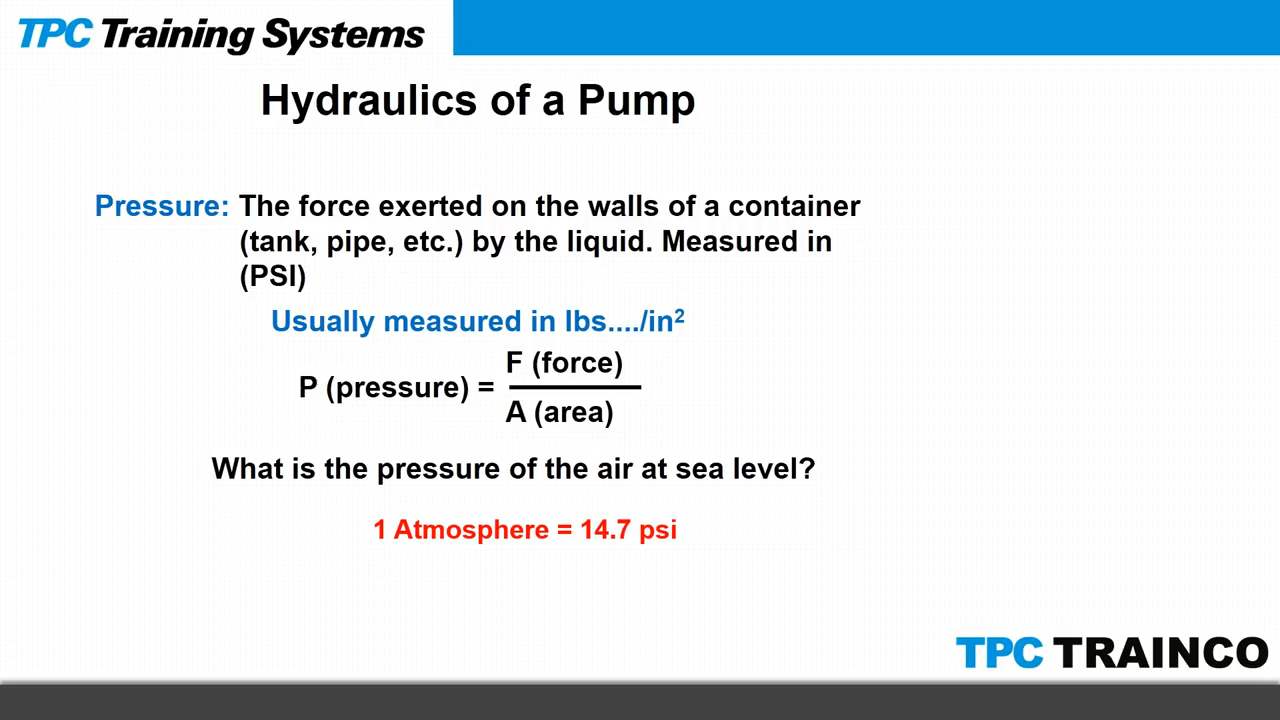 TPC Training Systems
Hydraulics of a Pump
Pressure: The force exerted on the walls of a container
(tank, pipe, etc.) by the liquid. Measured in
(PSI)
Usually measured in lbs..../in²
P (pressure) = F (force)
A (area)
What is the pressure of the air at sea level?
1 Atmosphere = 14.7 psi
TPC TRAINCO